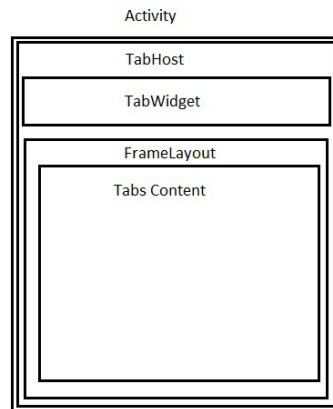 Activity
TabHost
TabWidget
FrameLayout
Tabs Content